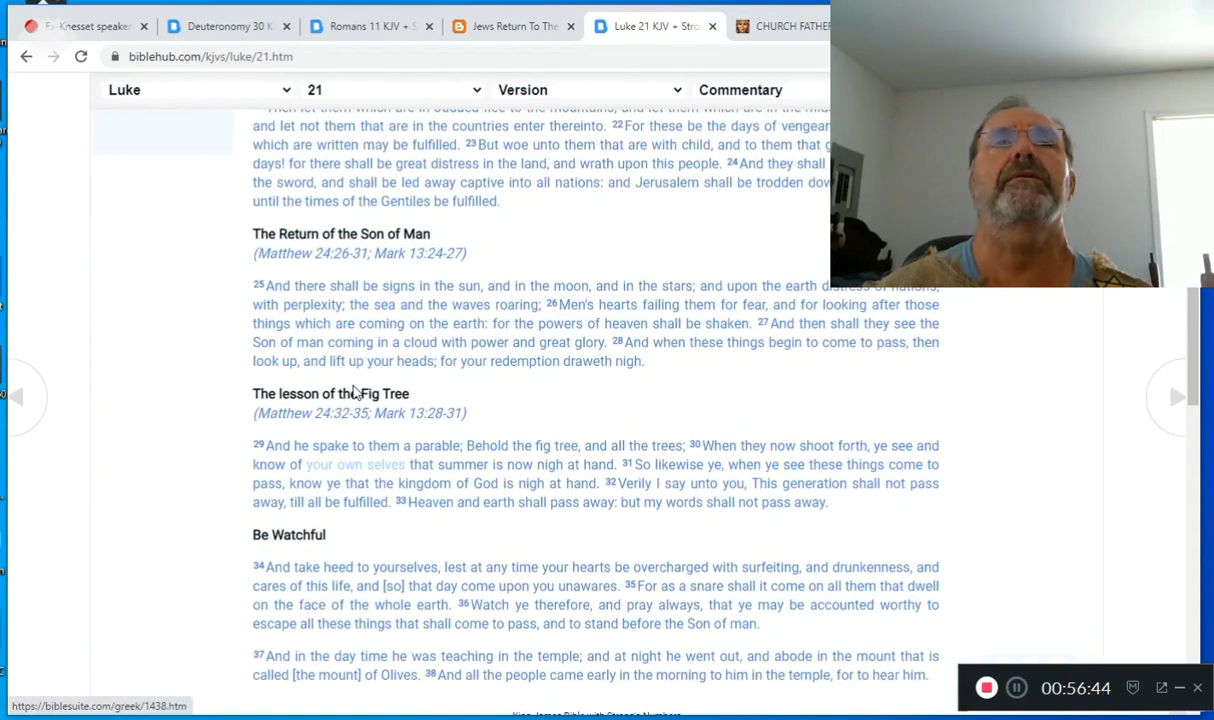 Ex-Knesset speaker
Deuteronomy 30 K
Romans 11 KJV + S
Jews Return To The
Luke 21 KJV + Stro
CHURCH FATHER
biblehub.com/kjvs/luke/21.htm
Luke
21
Version
Commentary
and let not them that are in the countries enter thereinto. 22 For these be the days of vengean
which are written may be fulfilled. 23 But woe unto them that are with child, and to them that g
days! for there shall be great distress in the land, and wrath upon this people. 24 And they shall
the sword, and shall be led away captive into all nations: and Jerusalem shall be trodden dow
until the times of the Gentiles be fulfilled.
The Return of the Son of Man
(Matthew 24:26-31; Mark 13:24-27)
25 And there shall be signs in the sun, and in the moon, and in the stars; and upon the earth distress of nations,
with perplexity; the sea and the waves roaring; 26 Men's hearts failing them for fear, and for looking after those
things which are coming on the earth: for the powers of heaven shall be shaken. 27 And then shall they see the
Son of man coming in a cloud with power and great glory. 28 And when these things begin to come to pass, then
look up, and lift up your heads; for your redemption draweth nigh.
The lesson of the Fig Tree
(Matthew 24:32-35; Mark 13:28-31)
29 And he spake to them a parable; Behold the fig tree, and all the trees; 30 When they now shoot forth, ye see and
know of your own selves that summer is now nigh at hand. 31 So likewise ye, when ye see these things come to
pass, know ye that the kingdom of God is nigh at hand. 32 Verily I say unto you, This generation shall not pass
away, till all be fulfilled. 33 Heaven and earth shall pass away: but my words shall not pass away.
Be Watchful
34 And take heed to yourselves, lest at any time your hearts be overcharged with surfeiting, and drunkenness, and
cares of this life, and [so] that day come upon you unawares. 35 For as a snare shall it come on all them that dwell
on the face of the whole earth. 36 Watch ye therefore, and pray always, that ye may be accounted worthy to
escape all these things that shall come to pass, and to stand before the Son of man.
37 And in the day time he was teaching in the temple; and at night he went out, and abode in the mount that is
called [the mount] of Olives. 38 And all the people came early in the morning to him in the temple, for to hear him.
King James Bible with Strong's Numbers
00:56:44
https://biblesuite.com/greek/1438.htm